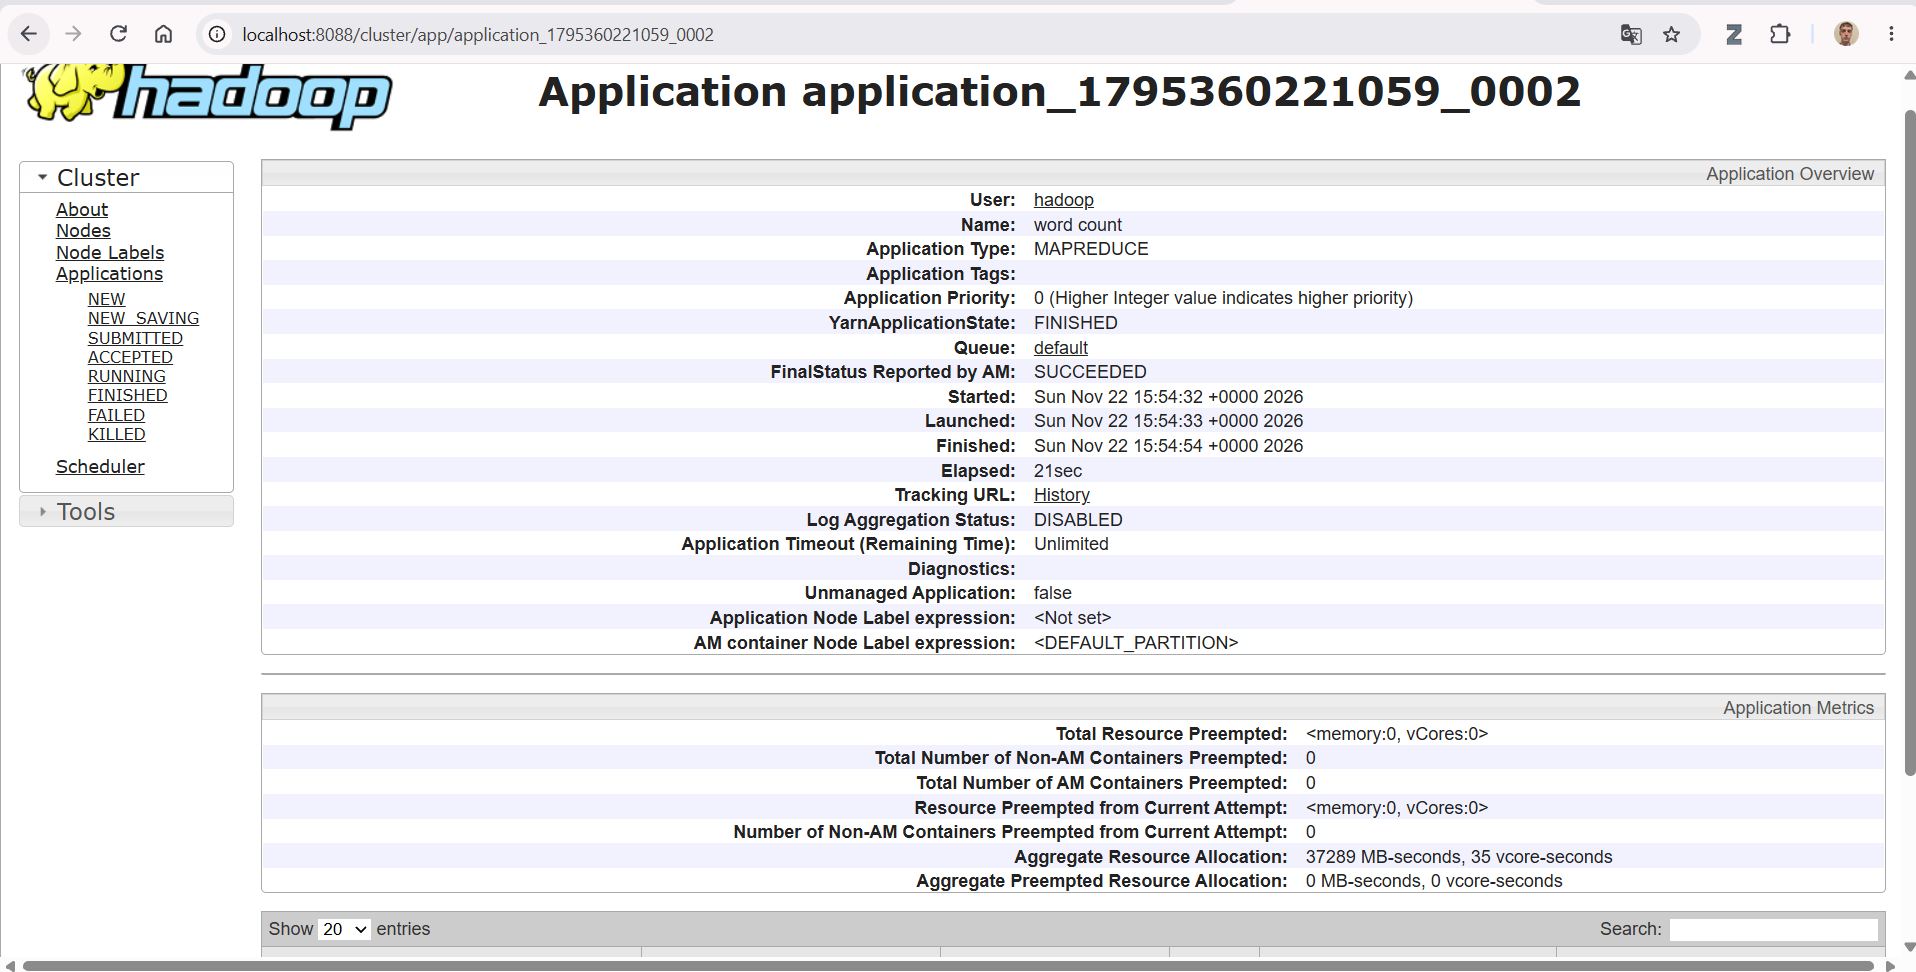 localhost:8088/cluster/app/application_1795360221059_0002
hadoop
Application application_1795360221059_0002
Cluster
About
Nodes
Node Labels
Applications
NEW
NEW_SAVING
SUBMITTED
ACCEPTED
RUNNING
FINISHED
FAILED
KILLED
Scheduler
Tools
Application Overview
User: hadoop
Name: word count
Application Type: MAPREDUCE
Application Tags:
Application Priority: 0 (Higher Integer value indicates higher priority)
YarnApplicationState: FINISHED
Queue: default
FinalStatus Reported by AM: SUCCEEDED
Started: Sun Nov 22 15:54:32 +0000 2026
Launched: Sun Nov 22 15:54:33 +0000 2026
Finished: Sun Nov 22 15:54:54 +0000 2026
Elapsed: 21sec
Tracking URL: History
Log Aggregation Status: DISABLED
Application Timeout (Remaining Time): Unlimited
Diagnostics:
Unmanaged Application: false
Application Node Label expression: <Not set>
AM container Node Label expression: <DEFAULT_PARTITION>
Application Metrics
Total Resource Preempted: <memory:0, vCores:0>
Total Number of Non-AM Containers Preempted: 0
Total Number of AM Containers Preempted: 0
Resource Preempted from Current Attempt: <memory:0, vCores:0>
Number of Non-AM Containers Preempted from Current Attempt: 0
Aggregate Resource Allocation: 37289 MB-seconds, 35 vcore-seconds
Aggregate Preempted Resource Allocation: 0 MB-seconds, 0 vcore-seconds
Show 20 entries
Search: